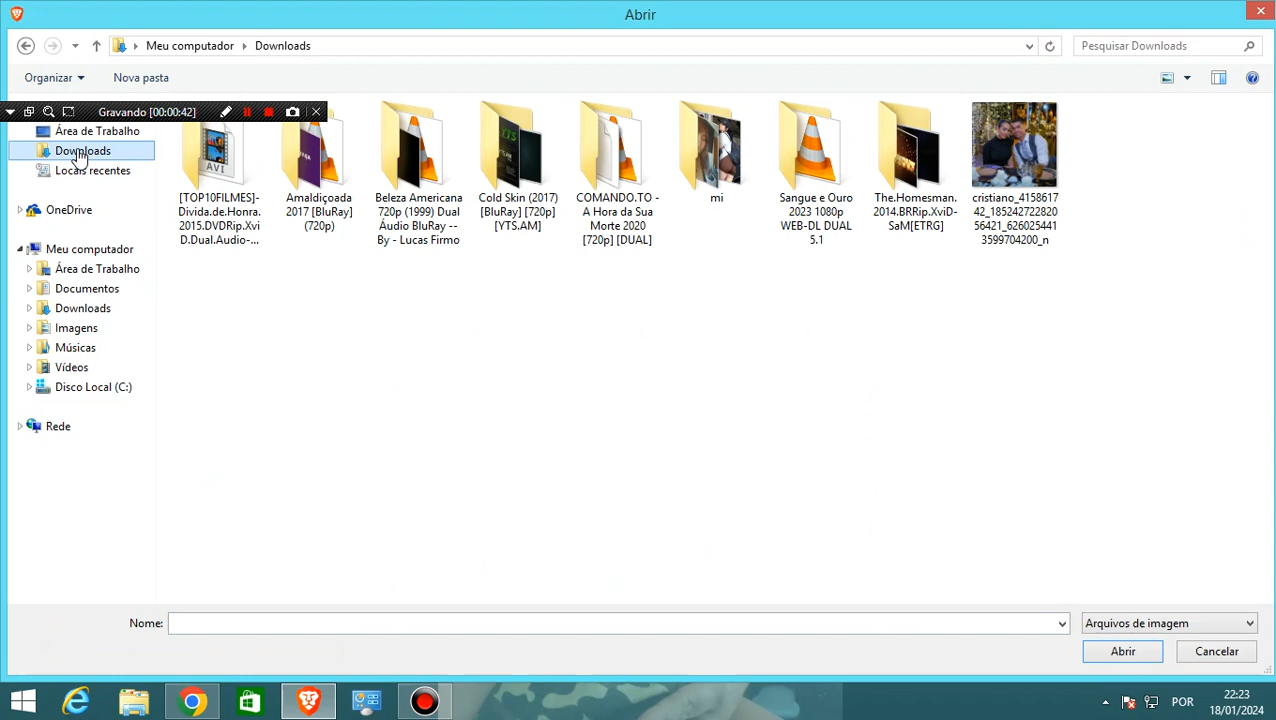 Abrir
Meu computador
Downloads
Pesquisar Downloads
Organizar
Nova pasta
Gravando [00:00:42]
Área de Trabalho
Downloads
Locais recentes
OneDrive
Meu computador
Área de Trabalho
Documentos
Downloads
Imagens
Músicas
Vídeos
Disco Local (C:)
Rede
AVI
[TOP10FILMES]-
Divida.de.Honra.
2015.DVDRip.Xvi
D.Dual.Audio-...
Amaldiçoada
2017 [BluRay]
(720p)
Beleza Americana
720p (1999) Dual
Áudio BluRay --
By - Lucas Firmo
YTS
Cold Skin (2017)
[BluRay] [720p]
[YTS.AM]
COMANDO.TO -
A Hora da Sua
Morte 2020
[720p] [DUAL]
mi
Sangue e Ouro
2023 1080p
WEB-DL DUAL
5.1
The.Homesman.
2014.BRRip.XviD-
SaM[ETRG]
cristiano_4158617
42_185242722820
56421_626025441
3599704200_n
Nome:
Arquivos de imagem
Abrir
Cancelar
POR
22:23
18/01/2024